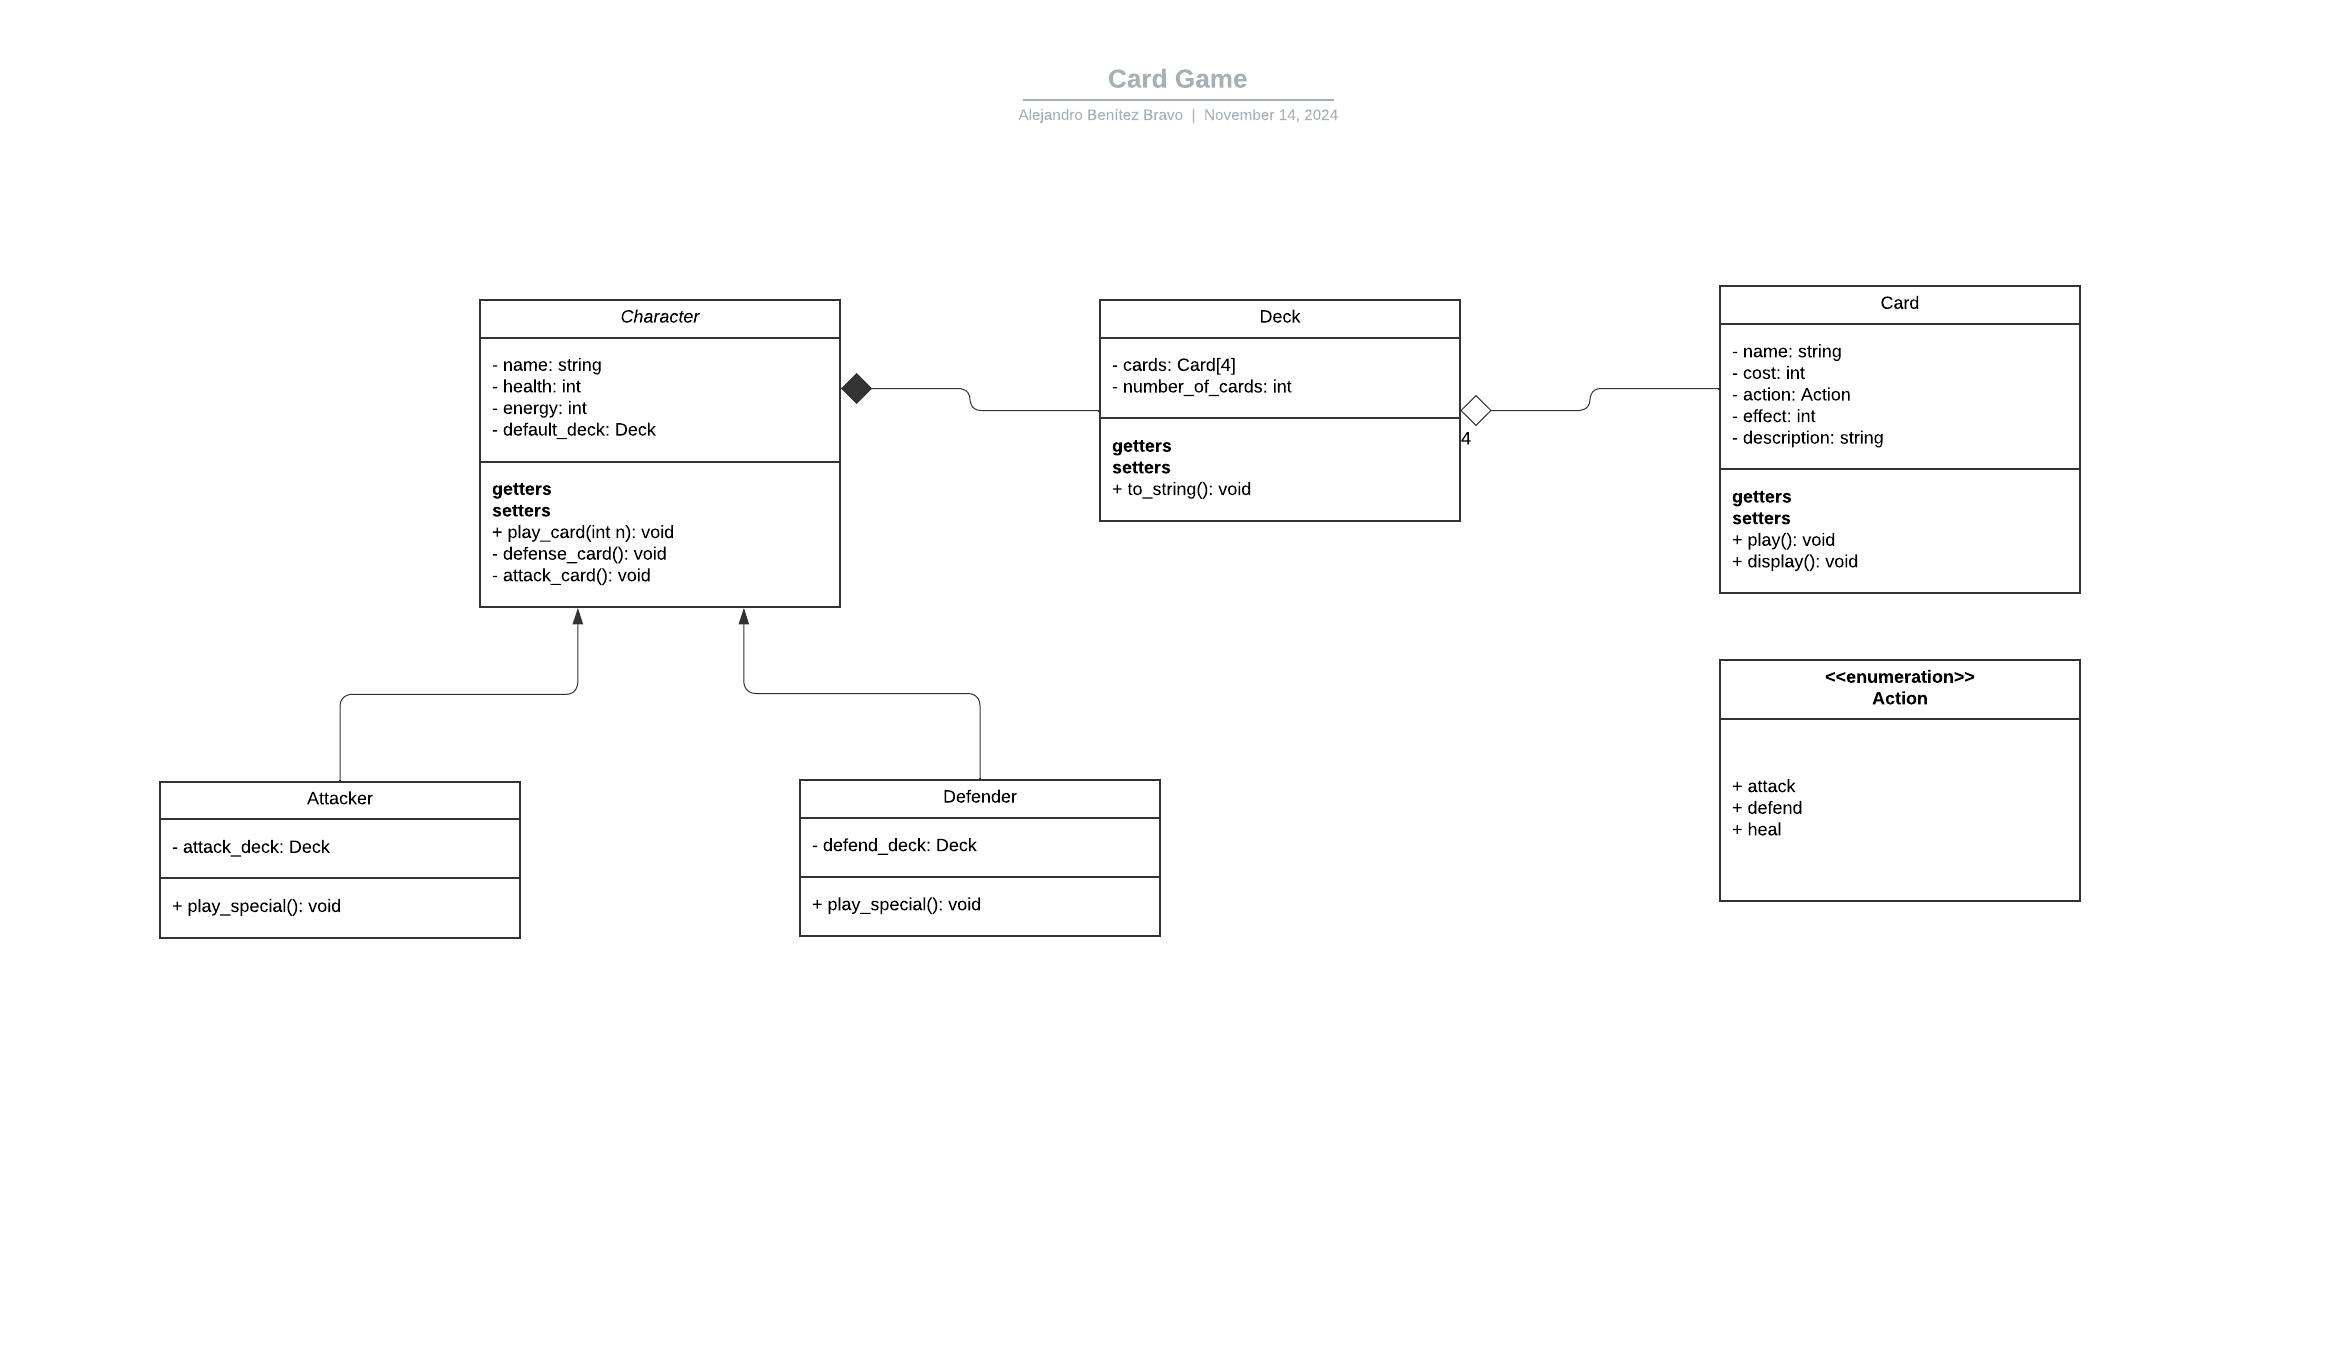 Card Game
Alejandro Benítez Bravo | November 14, 2024
Character
- name: string
- health: int
- energy: int
- default_deck: Deck
getters
setters
+ play_card(int n): void
- defense_card(): void
- attack_card(): void
Deck
- cards: Card[4]
- number_of_cards: int
getters
setters
+ to_string(): void
4
Card
- name: string
- cost: int
- action: Action
- effect: int
- description: string
getters
setters
+ play(): void
+ display(): void
<<enumeration>>
Action
+ attack
+ defend
+ heal
Attacker
- attack_deck: Deck
+ play_special(): void
Defender
- defend_deck: Deck
+ play_special(): void